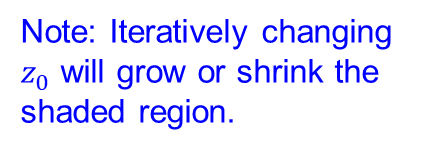 Note: Iteratively changing
z₀ will grow or shrink the
shaded region.